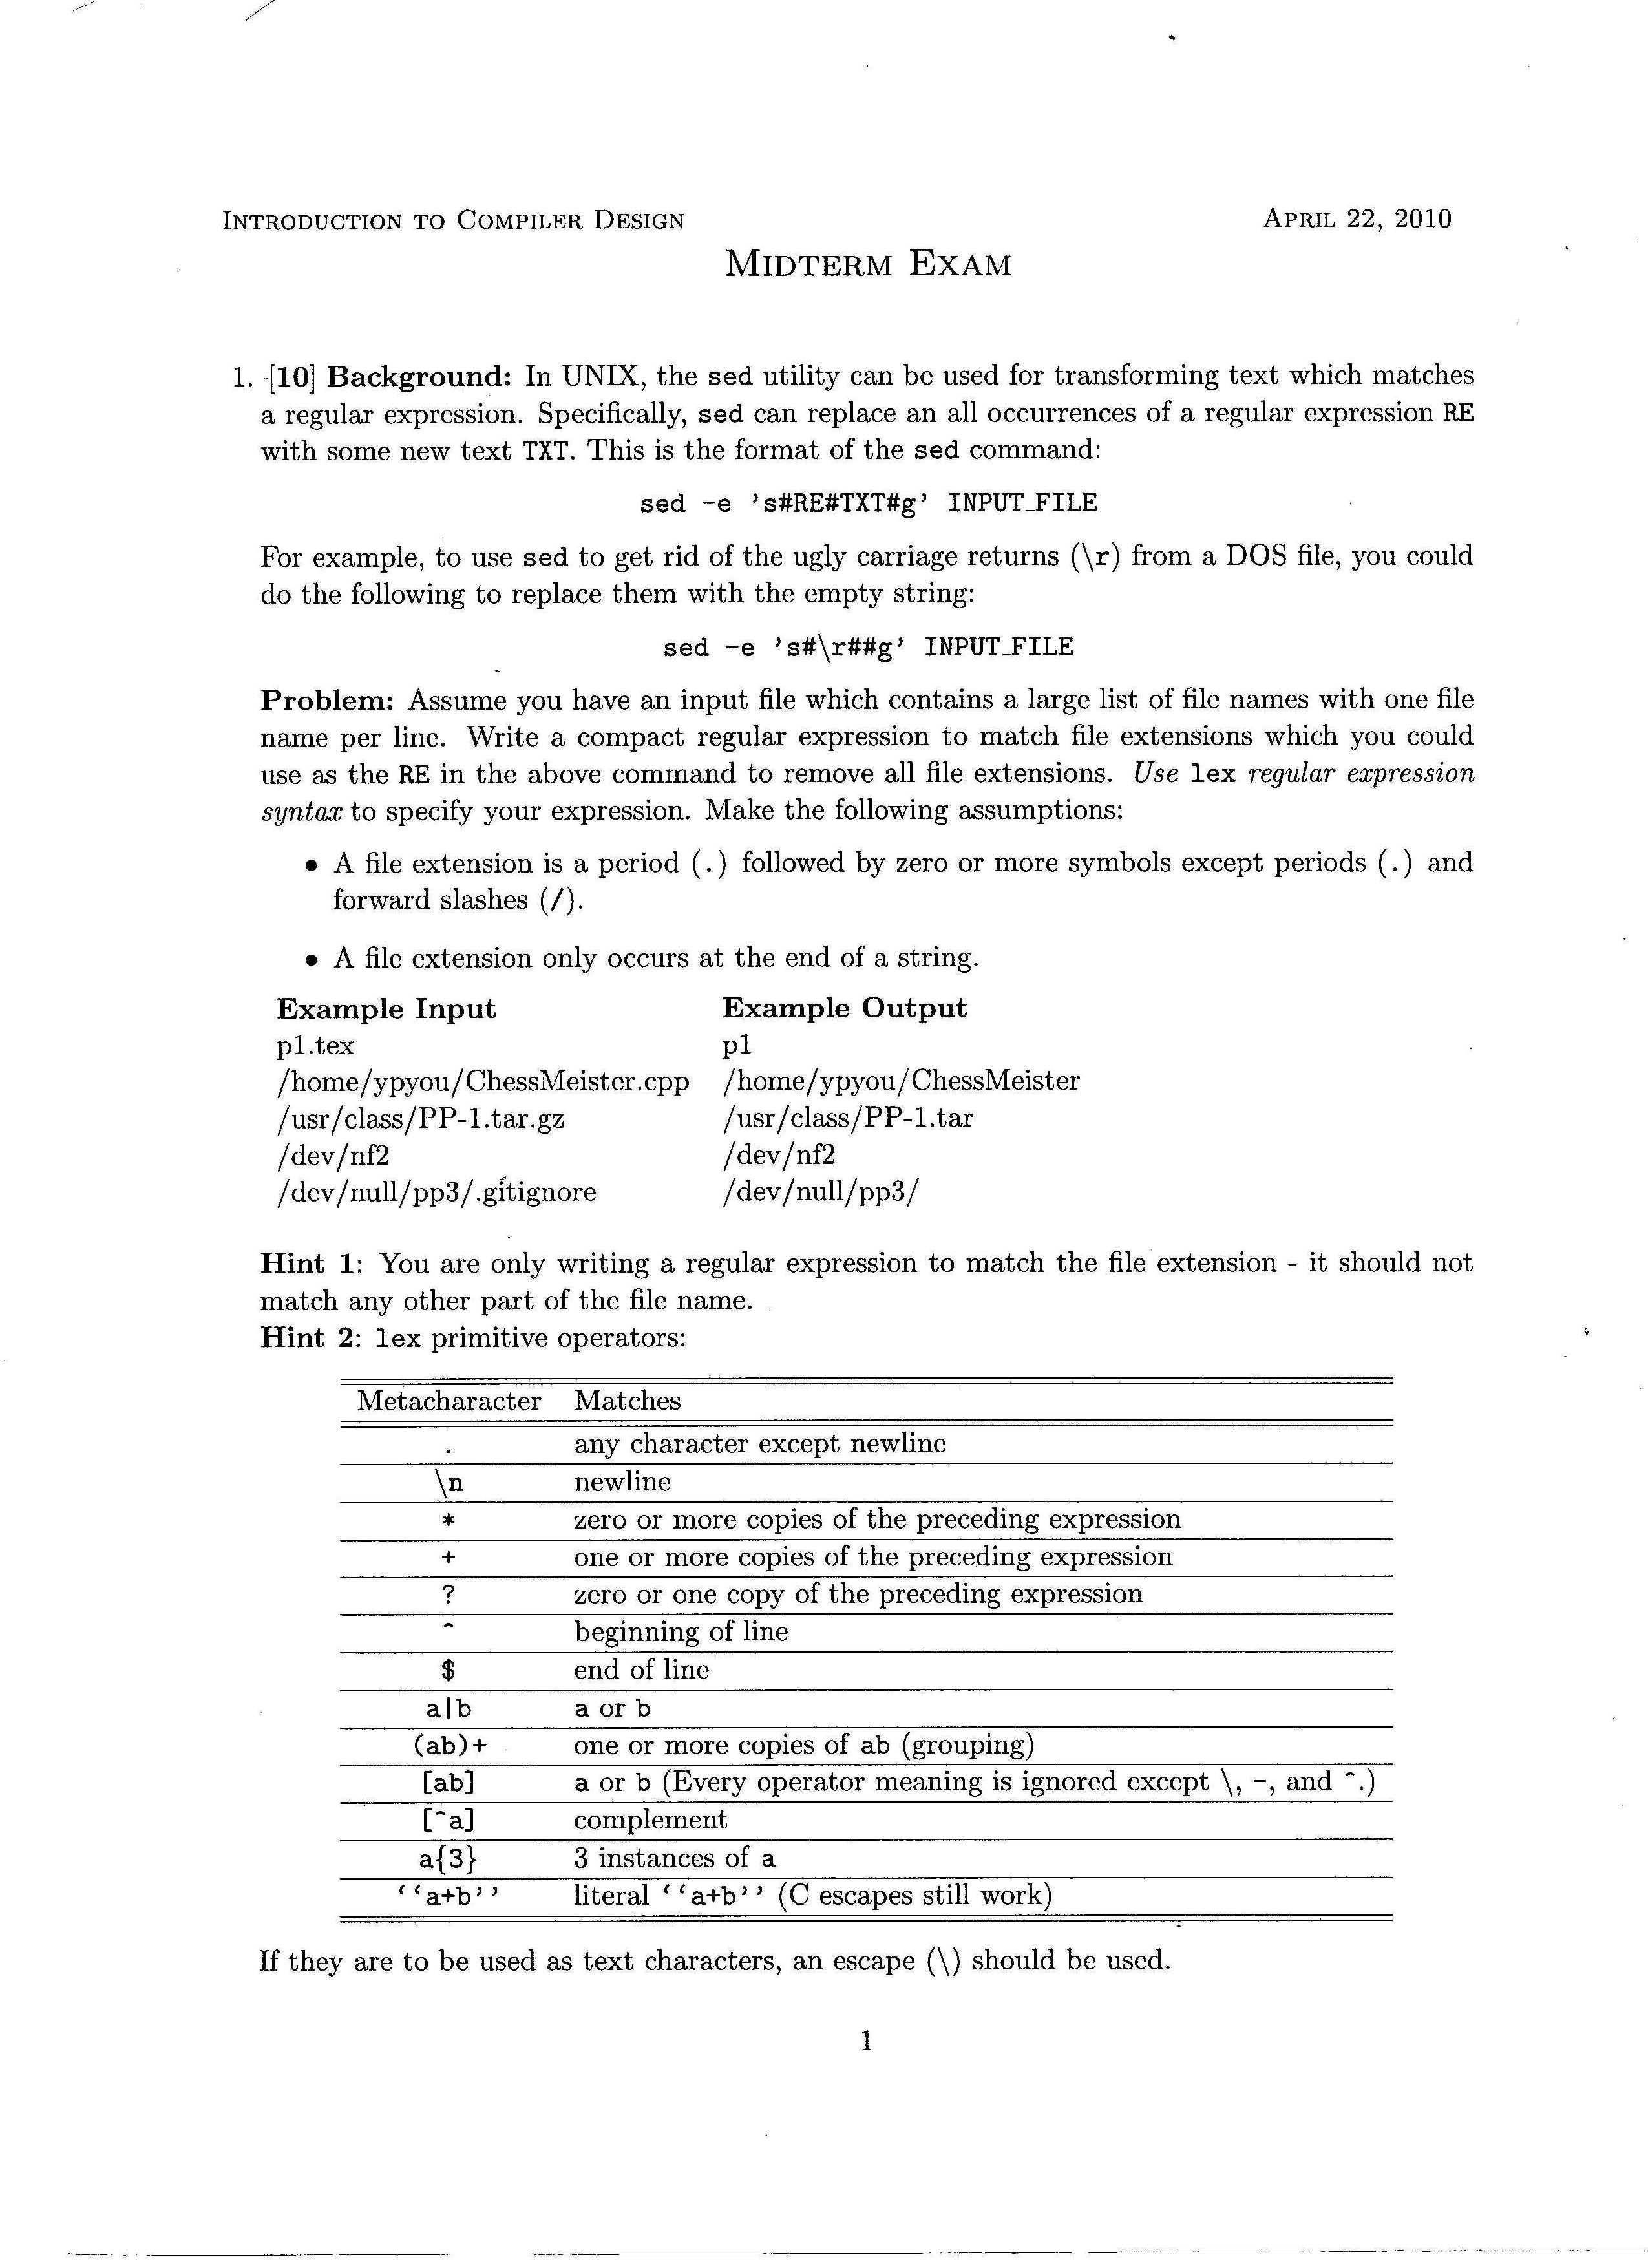 INTRODUCTION TO COMPILER DESIGN APRIL 22, 2010
MIDTERM EXAM
1. [10] Background: In UNIX, the sed utility can be used for transforming text which matches
a regular expression. Specifically, sed can replace an all occurrences of a regular expression RE
with some new text TXT. This is the format of the sed command:
sed -e 's#RE#TXT#g' INPUT_FILE
For example, to use sed to get rid of the ugly carriage returns (\r) from a DOS file, you could
do the following to replace them with the empty string:
sed -e 's#\r##g' INPUT_FILE
Problem: Assume you have an input file which contains a large list of file names with one file
name per line. Write a compact regular expression to match file extensions which you could
use as the RE in the above command to remove all file extensions. Use lex regular expression
syntax to specify your expression. Make the following assumptions:
• A file extension is a period (.) followed by zero or more symbols except periods (.) and
forward slashes (/).
• A file extension only occurs at the end of a string.
Example Input Example Output
p1.tex p1
/home/ypyou/ChessMeister.cpp /home/ypyou/ChessMeister
/usr/class/PP-1.tar.gz /usr/class/PP-1.tar
/dev/nf2 /dev/nf2
/dev/null/pp3/.gitignore /dev/null/pp3/
Hint 1: You are only writing a regular expression to match the file extension - it should not
match any other part of the file name.
Hint 2: lex primitive operators:
Metacharacter Matches
. any character except newline
\n newline
* zero or more copies of the preceding expression
+ one or more copies of the preceding expression
? zero or one copy of the preceding expression
^ beginning of line
$ end of line
a|b a or b
(ab)+ one or more copies of ab (grouping)
[ab] a or b (Every operator meaning is ignored except \, -, and ^.)
[^a] complement
a{3} 3 instances of a
‘‘a+b’’ literal ‘‘a+b’’ (C escapes still work)
If they are to be used as text characters, an escape (\) should be used.
1